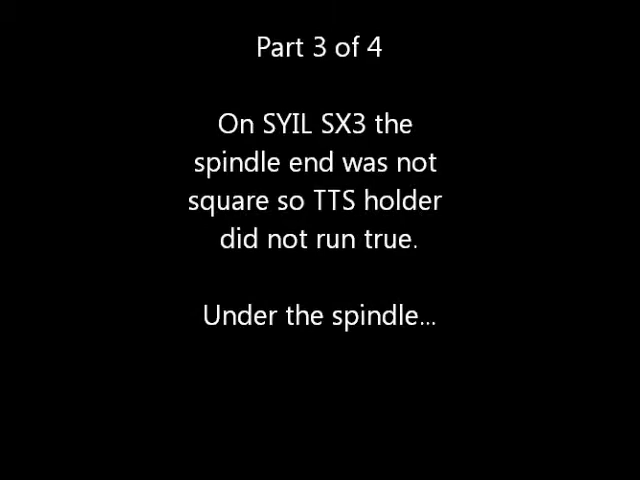 Part 3 of 4
On SYIL SX3 the
spindle end was not
square so TTS holder
did not run true.
Under the spindle...